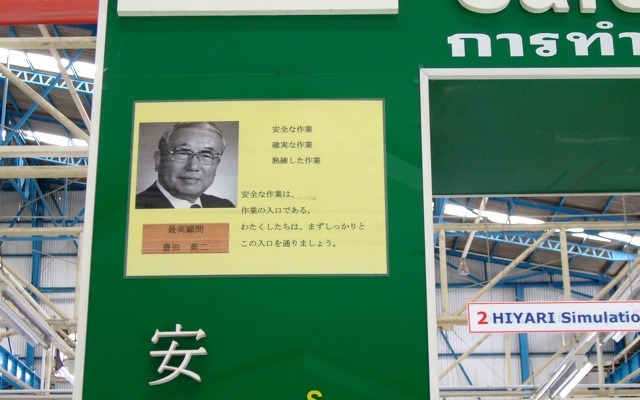 การทำ
安全な作業
確実な作業
熟練した作業
安全な作業は、
作業の入口である。
わたくしたちは、まずしっかりと
この入口を通りましょう。
最高顧問
豊田 英二
2 HIYARI Simulatio
安
S